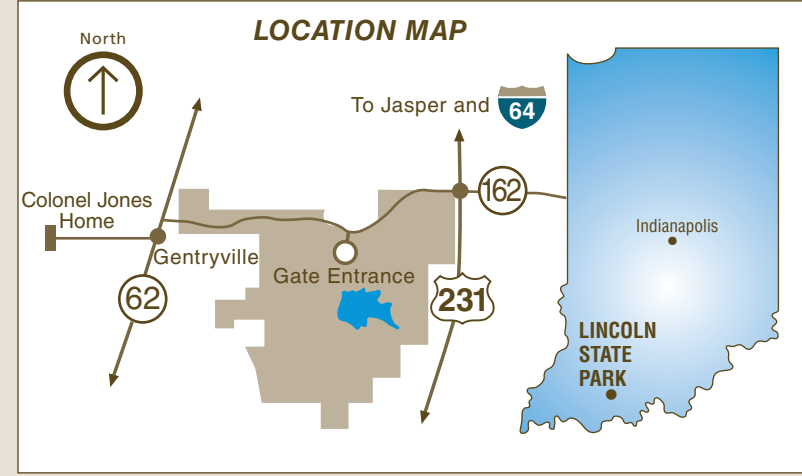 LOCATION MAP
North
To Jasper and 64
162
Colonel Jones
Home
Gentryville
Gate Entrance
62
231
Indianapolis
LINCOLN
STATE
PARK